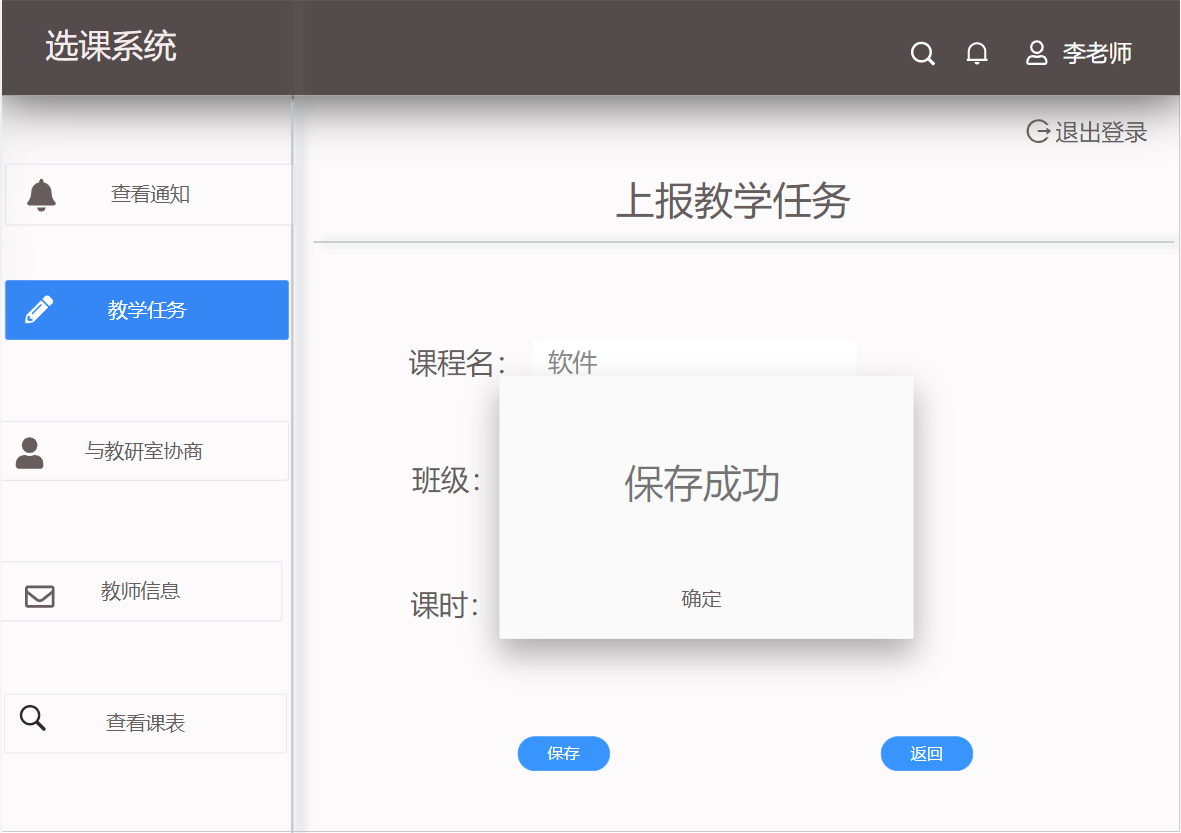 选课系统
李老师
退出登录
查看通知
教学任务
与教研室协商
教师信息
查看课表
上报教学任务
课程名： 软件
班级：
课时：
保存成功
确定
保存
返回